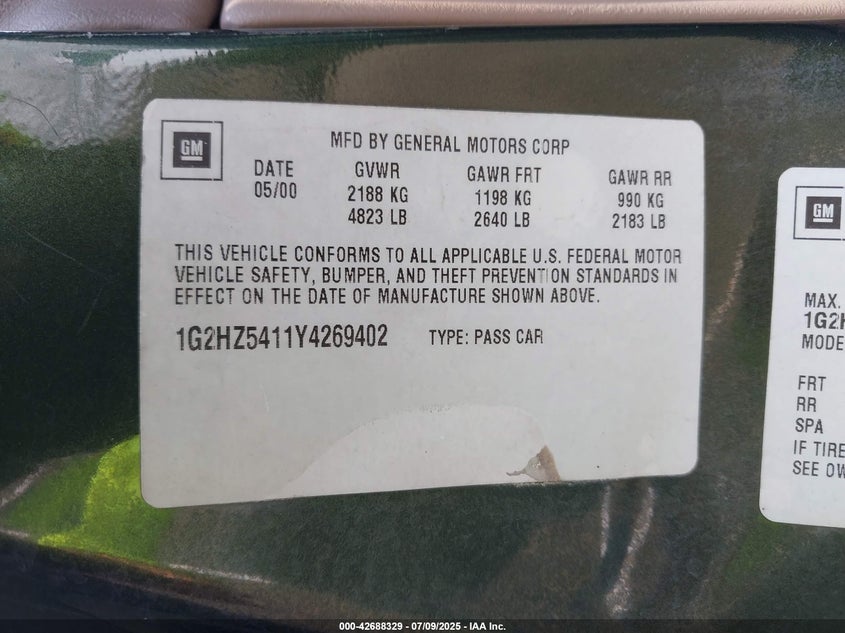 GM
MFD BY GENERAL MOTORS CORP
DATE GVWR GAWR FRT GAWR RR
05/00 2188 KG 1198 KG 990 KG
4823 LB 2640 LB 2183 LB
THIS VEHICLE CONFORMS TO ALL APPLICABLE U.S. FEDERAL MOTOR
VEHICLE SAFETY, BUMPER, AND THEFT PREVENTION STANDARDS IN
EFFECT ON THE DATE OF MANUFACTURE SHOWN ABOVE.
1G2HZ5411Y4269402 TYPE: PASS CAR
GM
MAX.
1G2H
MODE
FRT
RR
SPA
IF TIRE
SEE OW
000-42688329 - 07/09/2025 - IAA Inc.